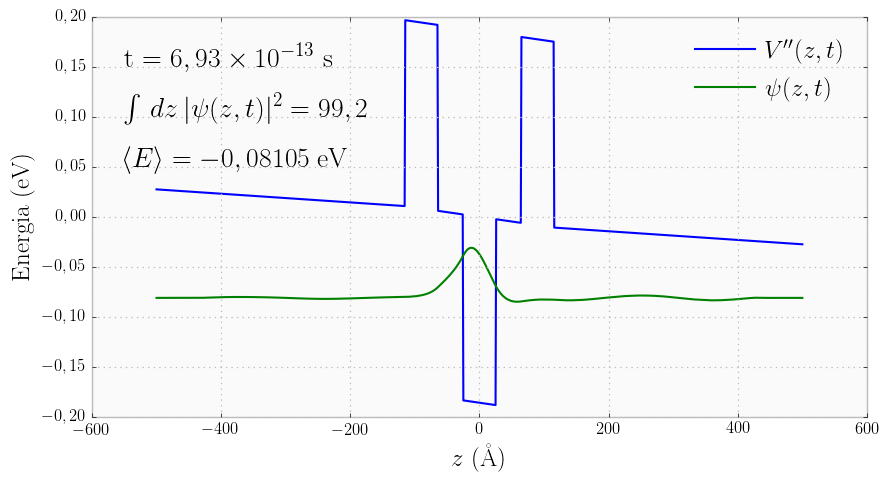 0,20
0,15
0,10
0,05
0,00
−0,05
−0,10
−0,15
−0,20
Energia (eV)
t = 6,93 × 10⁻¹³ s
∫ dz |ψ(z,t)|² = 99,2
⟨E⟩ = −0,08105 eV
V″(z,t)
ψ(z,t)
−600 −400 −200 0 200 400 600
z (Å)